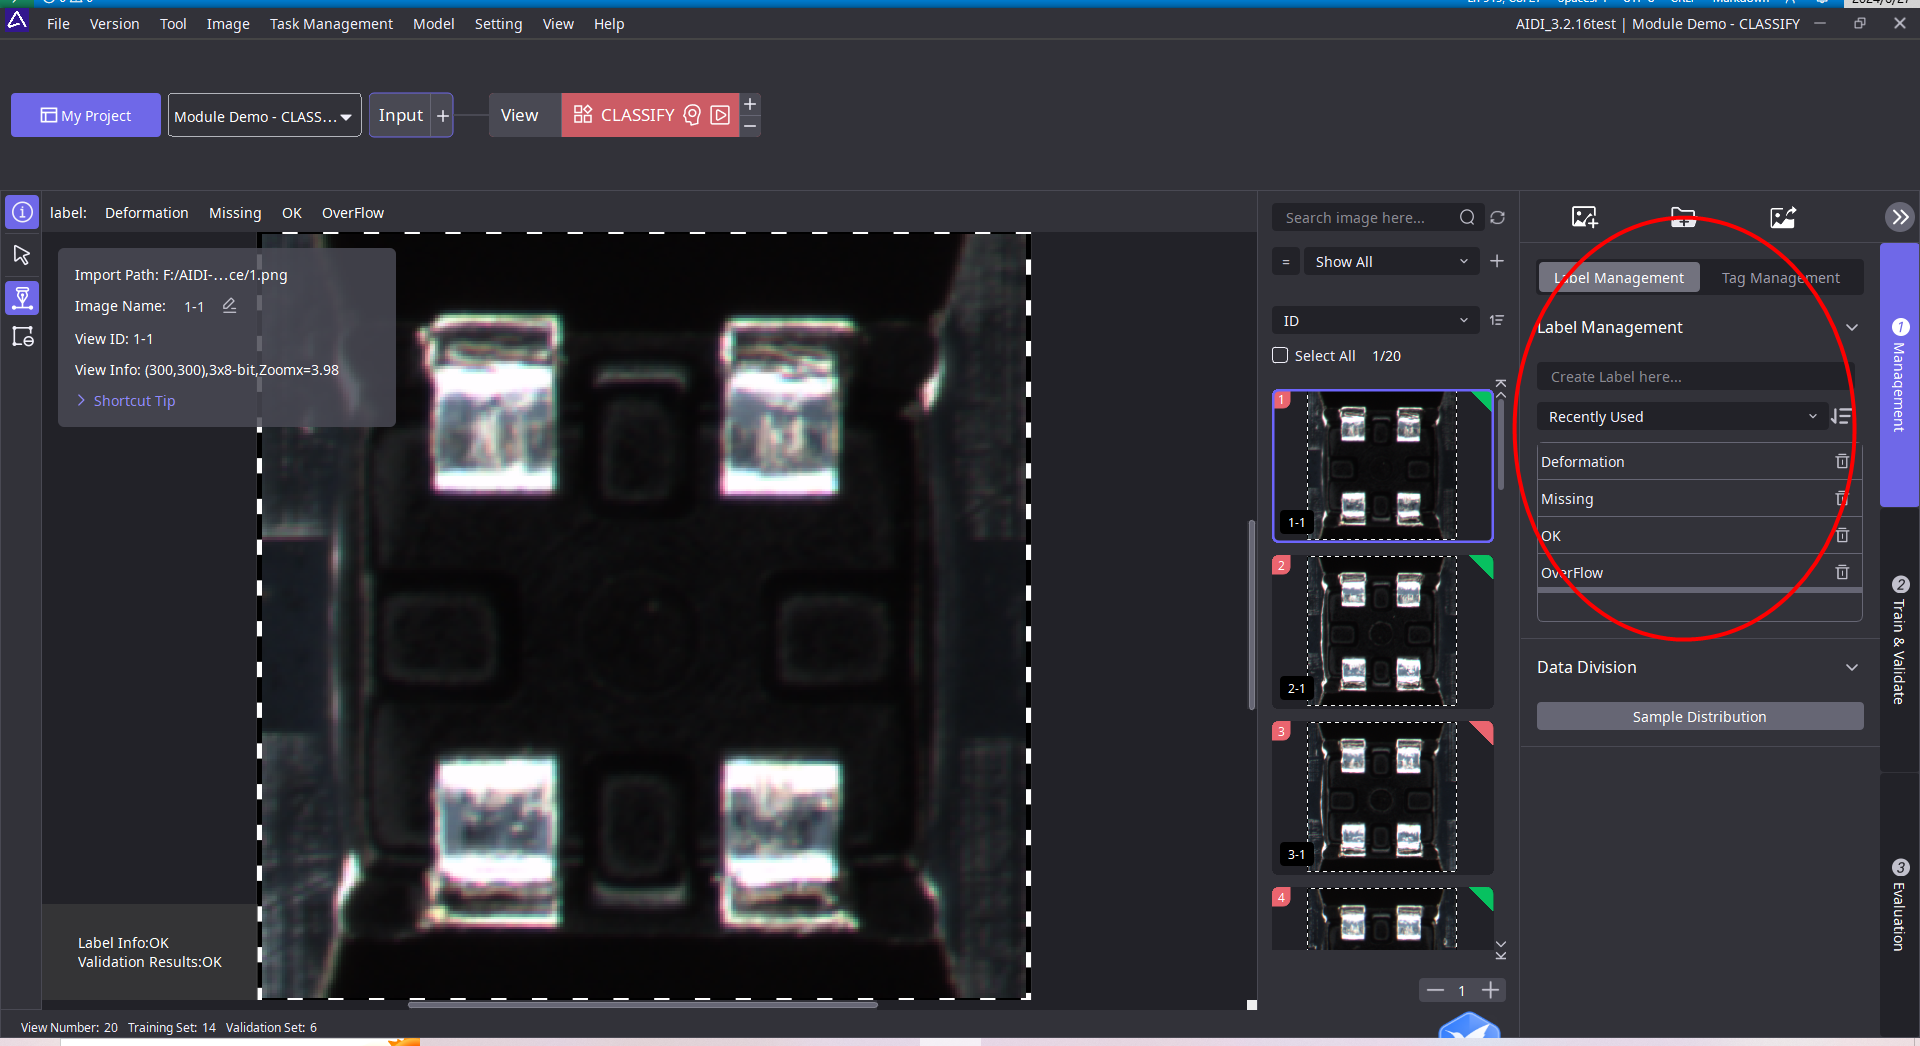 File Version Tool Image Task Management Model Setting View Help
AIDI_3.2.16test | Module Demo - CLASSIFY
My Project
Module Demo - CLASS...
Input +
View
CLASSIFY
label: Deformation Missing OK OverFlow
Import Path: F:/AIDI-...ce/1.png
Image Name: 1-1
View ID: 1-1
View Info: (300,300),3x8-bit,Zoomx=3.98
Shortcut Tip
Label Info:OK
Validation Results:OK
Search image here...
= Show All
ID
Select All 1/20
1
1-1
2
2-1
3
3-1
4
1
Label Management Tag Management
Label Management
Create Label here...
Recently Used
Deformation
Missing
OK
OverFlow
Data Division
Sample Distribution
1 Management
2 Train & Validate
3 Evaluation
View Number: 20 Training Set: 14 Validation Set: 6